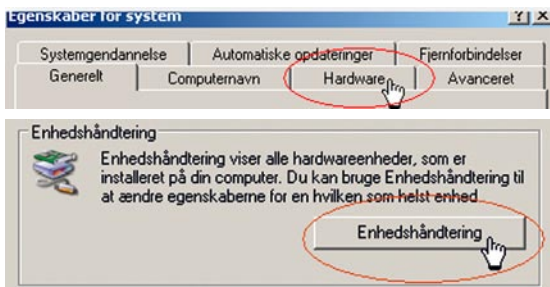 Egenskaber for system
Systemgendannelse Automatiske opdateringer Fjernforbindelser
Generelt Computernavn Hardware Avanceret
Enhedshåndtering
Enhedshåndtering viser alle hardwareenheder, som er
installeret på din computer. Du kan bruge Enhedshåndtering til
at ændre egenskaberne for en hvilken som helst enhed
Enhedshåndtering